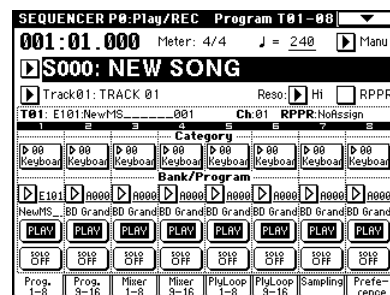 SEQUENCER P0:Play/REC Program T01-08
001:01.000 Meter: 4/4 ♩ = 240 Manu
S000: NEW SONG
Track01: TRACK 01 Reso: Hi RPPR
T01: E101:NewMS______001 Ch:01 RPPR:NoAssign
1 2 3 4 5 6 7 8
Category
00 00 00 00 00 00 00 00
Keyboar Keyboar Keyboar Keyboar Keyboar Keyboar Keyboar Keyboar
Bank/Program
E101 A000 A000 A000 A000 A000 A000 A000
NewMS_ BD Grand BD Grand BD Grand BD Grand BD Grand BD Grand BD Grand
PLAY PLAY PLAY PLAY PLAY PLAY PLAY PLAY
SOLO OFF SOLO OFF SOLO OFF SOLO OFF SOLO OFF SOLO OFF SOLO OFF SOLO OFF
Prog. 1-8 Prog. 9-16 Mixer 1-8 Mixer 9-16 PlyLoop 1-8 PlyLoop 9-16 Sampling Prefe- rence